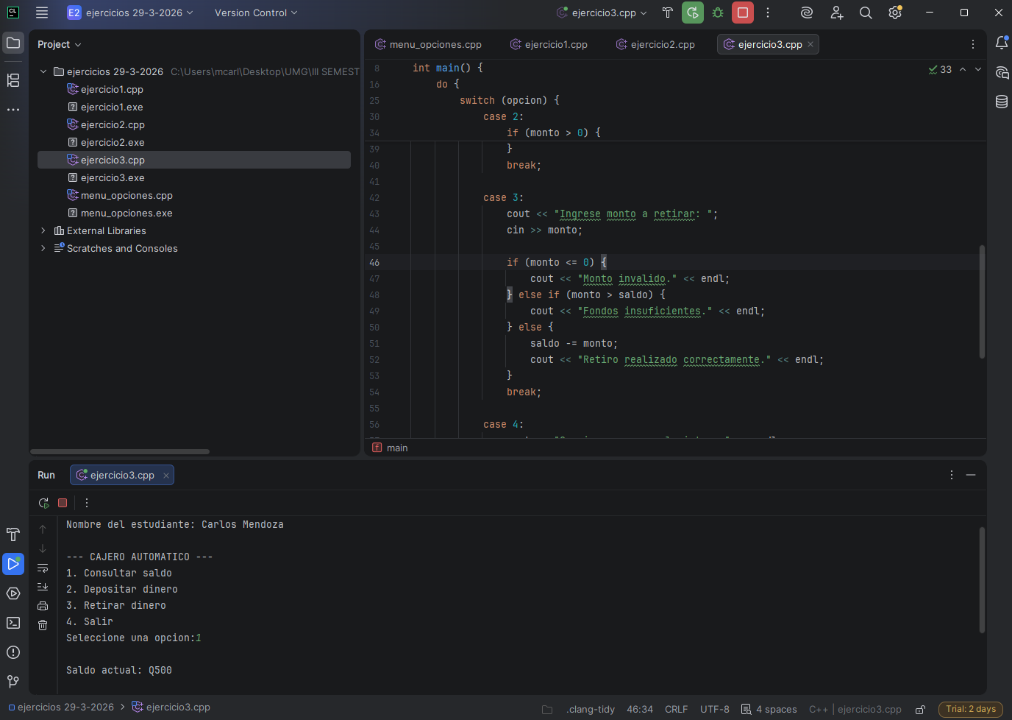 CL
E2 ejercicios 29-3-2026
Version Control
ejercicio3.cpp
Project
ejercicios 29-3-2026 C:\Users\mcarl\Desktop\UMG\III SEMEST
ejercicio1.cpp
ejercicio1.exe
ejercicio2.cpp
ejercicio2.exe
ejercicio3.cpp
ejercicio3.exe
menu_opciones.cpp
menu_opciones.exe
External Libraries
Scratches and Consoles
menu_opciones.cpp ejercicio1.cpp ejercicio2.cpp ejercicio3.cpp
33
8 int main() {
16 do {
25 switch (opcion) {
30 case 2:
34 if (monto > 0) {
39 }
40 break;
41
42 case 3:
43 cout << "Ingrese monto a retirar: ";
44 cin >> monto;
45
46 if (monto <= 0) {
47 cout << "Monto invalido." << endl;
48 } else if (monto > saldo) {
49 cout << "Fondos insuficientes." << endl;
50 } else {
51 saldo -= monto;
52 cout << "Retiro realizado correctamente." << endl;
53 }
54 break;
55
56 case 4:
main
Run ejercicio3.cpp
Nombre del estudiante: Carlos Mendoza
--- CAJERO AUTOMATICO ---
1. Consultar saldo
2. Depositar dinero
3. Retirar dinero
4. Salir
Seleccione una opcion:1
Saldo actual: Q500
ejercicios 29-3-2026 > ejercicio3.cpp
.clang-tidy 46:34 CRLF UTF-8 4 spaces C++ | ejercicio3.cpp Trial: 2 days